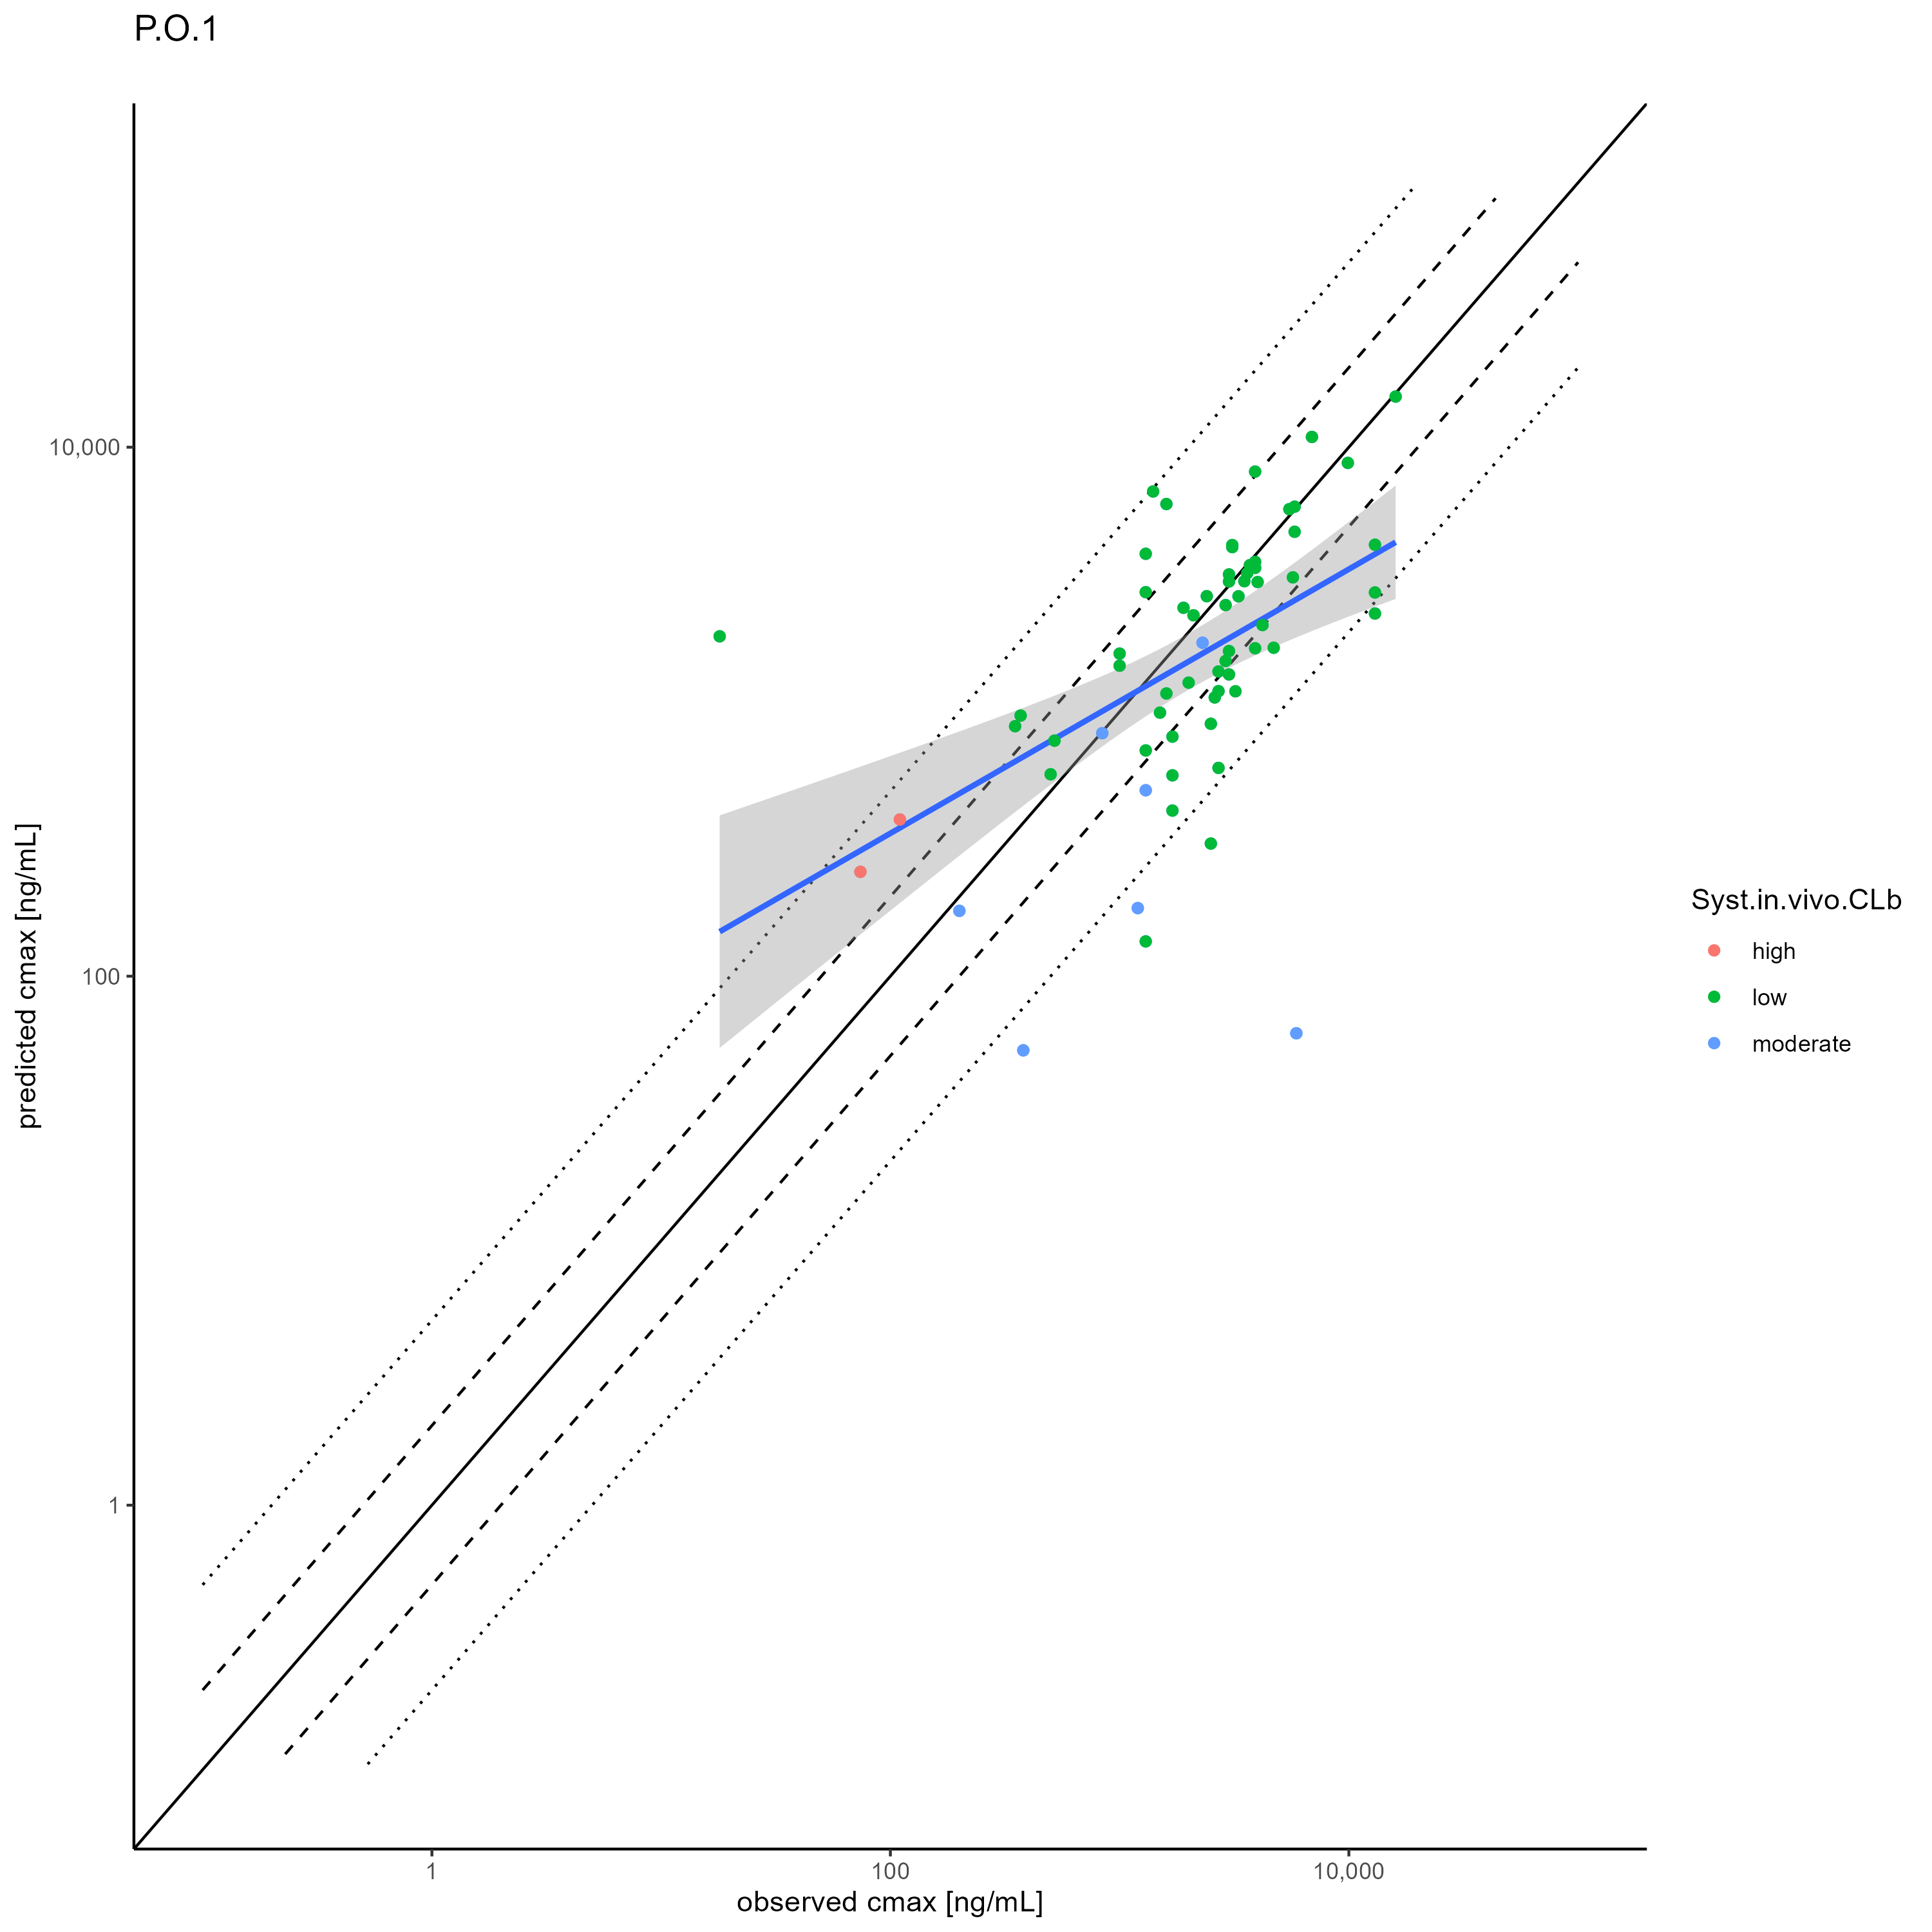 P.O.1
predicted cmax [ng/mL]
10,000
100
1
1
100
10,000
observed cmax [ng/mL]
Syst.in.vivo.CLb
high
low
moderate